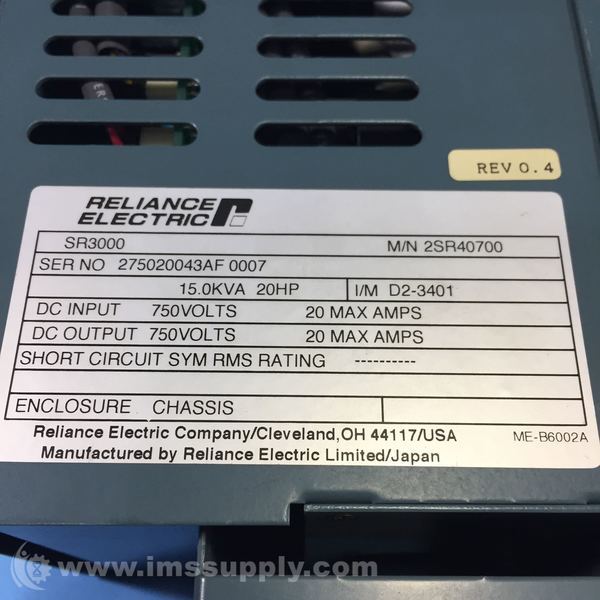 REV 0.4
RELIANCE
ELECTRIC
SR3000 M/N 2SR40700
SER NO 275020043AF 0007
15.0KVA 20HP I/M D2-3401
DC INPUT 750VOLTS 20 MAX AMPS
DC OUTPUT 750VOLTS 20 MAX AMPS
SHORT CIRCUIT SYM RMS RATING ----------
ENCLOSURE CHASSIS
Reliance Electric Company/Cleveland,OH 44117/USA ME-B6002A
Manufactured by Reliance Electric Limited/Japan
www.imssupply.com